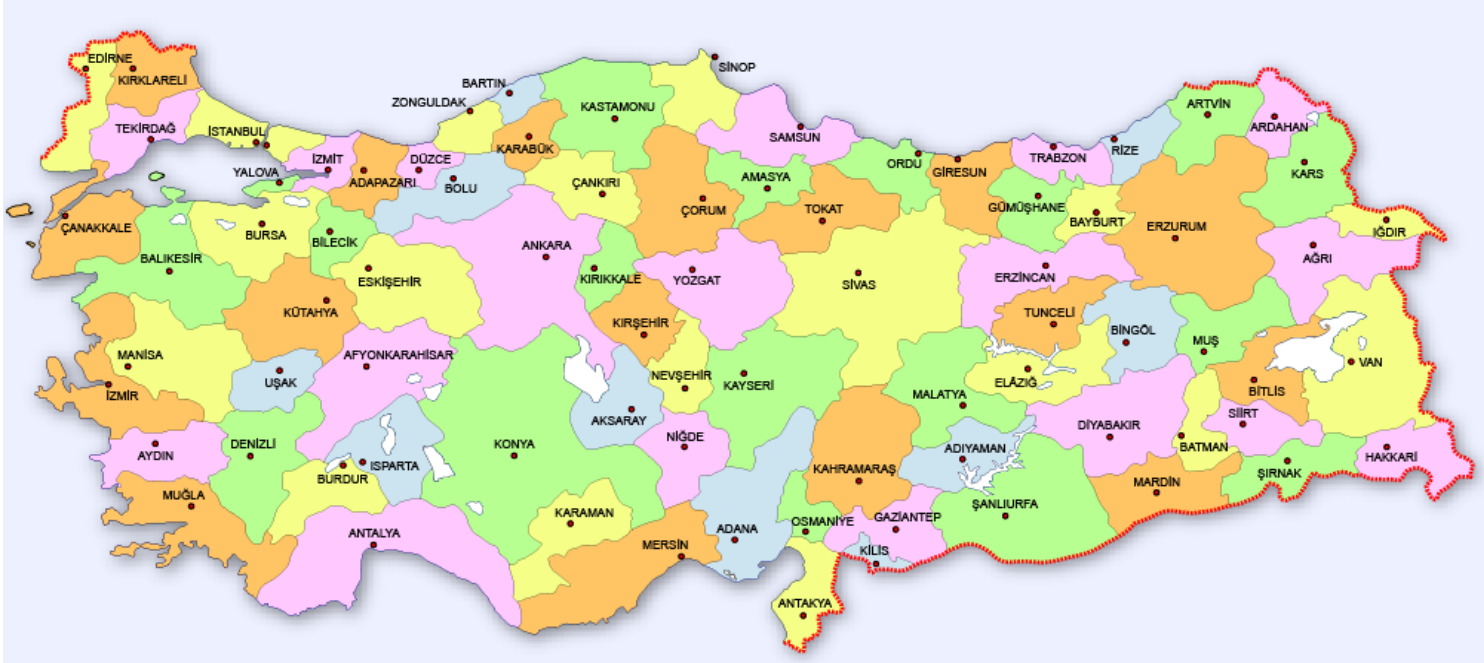 EDİRNE
KIRKLARELİ
TEKİRDAĞ
İSTANBUL
YALOVA
İZMİT
ADAPAZARI
DÜZCE
BOLU
ZONGULDAK
BARTIN
KARABÜK
KASTAMONU
SİNOP
SAMSUN
ÇANKIRI
ÇORUM
AMASYA
TOKAT
ORDU
GİRESUN
TRABZON
RİZE
ARTVİN
ARDAHAN
KARS
GÜMÜŞHANE
BAYBURT
ERZURUM
IĞDIR
AĞRI
ÇANAKKALE
BALIKESİR
BURSA
BİLECİK
ESKİŞEHİR
ANKARA
KIRIKKALE
YOZGAT
SİVAS
ERZİNCAN
TUNCELİ
BİNGÖL
MUŞ
BİTLİS
VAN
KÜTAHYA
KIRŞEHİR
NEVŞEHİR
KAYSERİ
MALATYA
ELÂZIĞ
MANİSA
UŞAK
AFYONKARAHİSAR
İZMİR
AYDIN
DENİZLİ
BURDUR
ISPARTA
KONYA
AKSARAY
NİĞDE
KAHRAMARAŞ
ADIYAMAN
DİYABAKIR
BATMAN
SİİRT
ŞIRNAK
HAKKARİ
MUĞLA
ANTALYA
KARAMAN
MERSİN
ADANA
OSMANİYE
GAZİANTEP
KİLİS
ŞANLIURFA
MARDİN
ANTAKYA